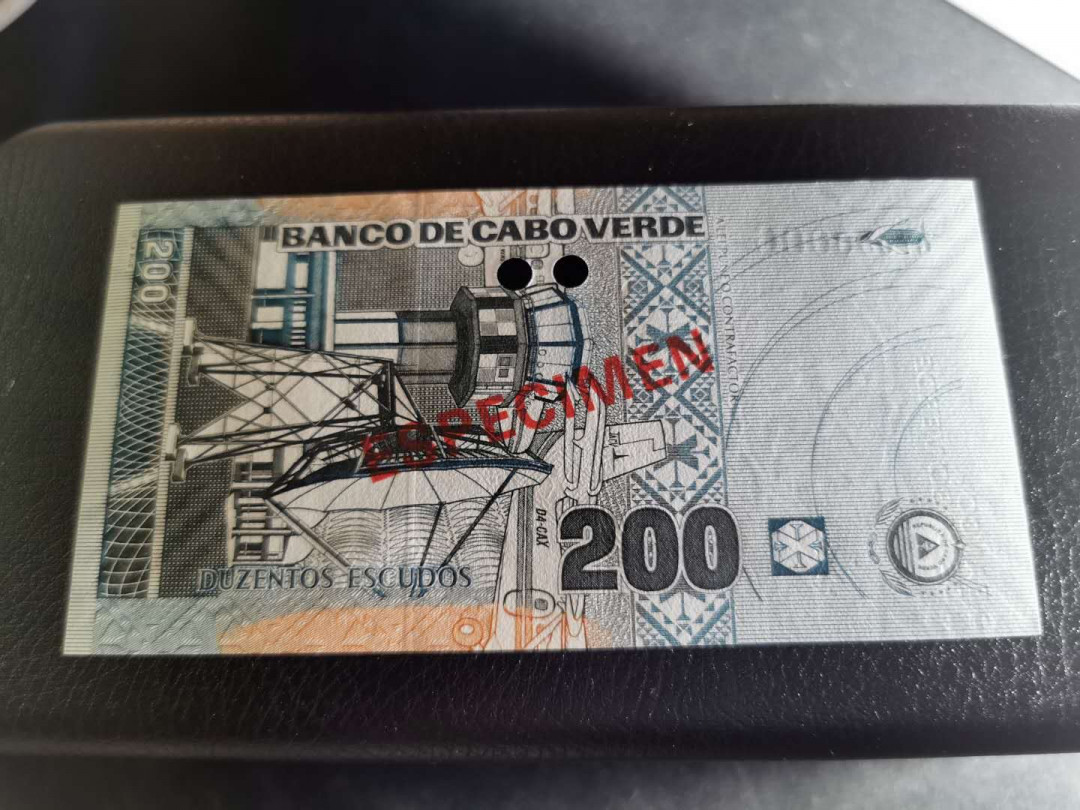 BANCO DE CABO VERDE
200
ESPECIMEN
D4-CAX
200
DUZENTOS ESCUDOS